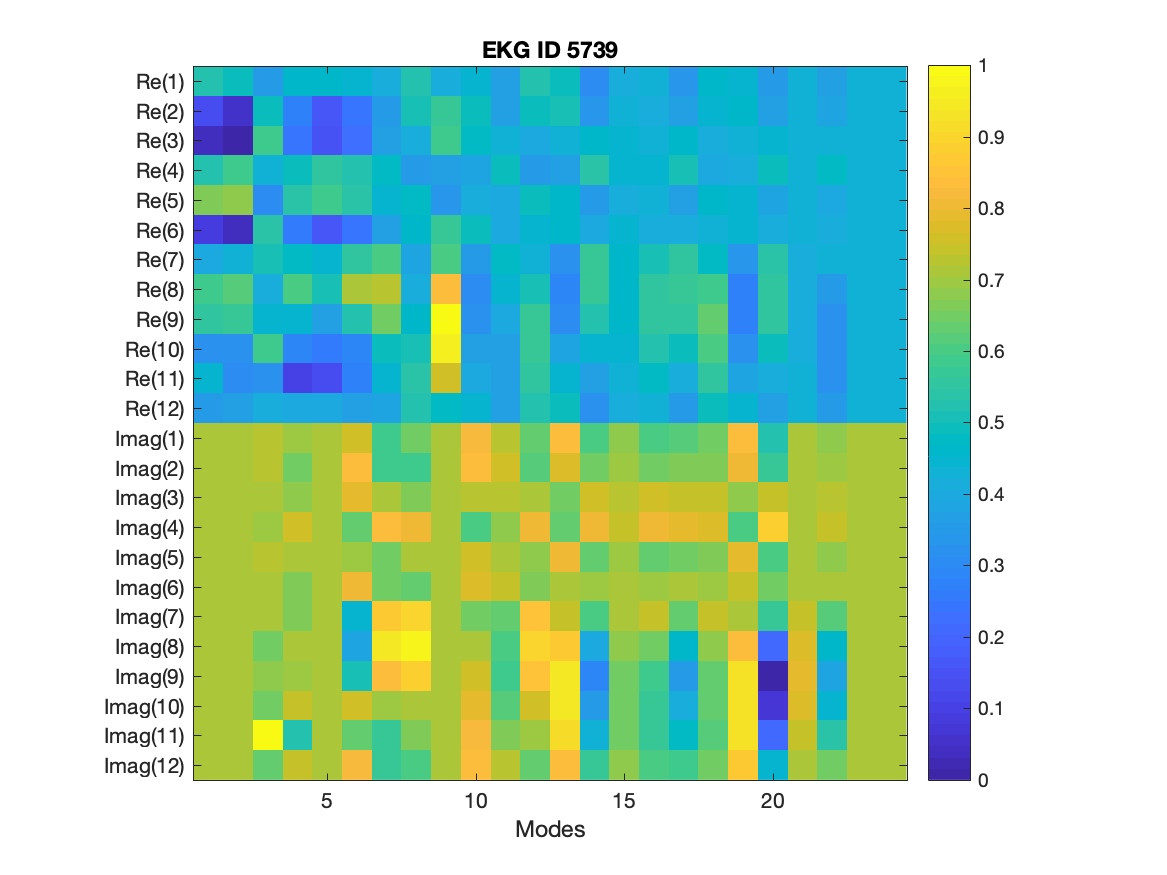 EKG ID 5739
Re(1)
Re(2)
Re(3)
Re(4)
Re(5)
Re(6)
Re(7)
Re(8)
Re(9)
Re(10)
Re(11)
Re(12)
Imag(1)
Imag(2)
Imag(3)
Imag(4)
Imag(5)
Imag(6)
Imag(7)
Imag(8)
Imag(9)
Imag(10)
Imag(11)
Imag(12)
5 10 15 20
Modes
1
0.9
0.8
0.7
0.6
0.5
0.4
0.3
0.2
0.1
0